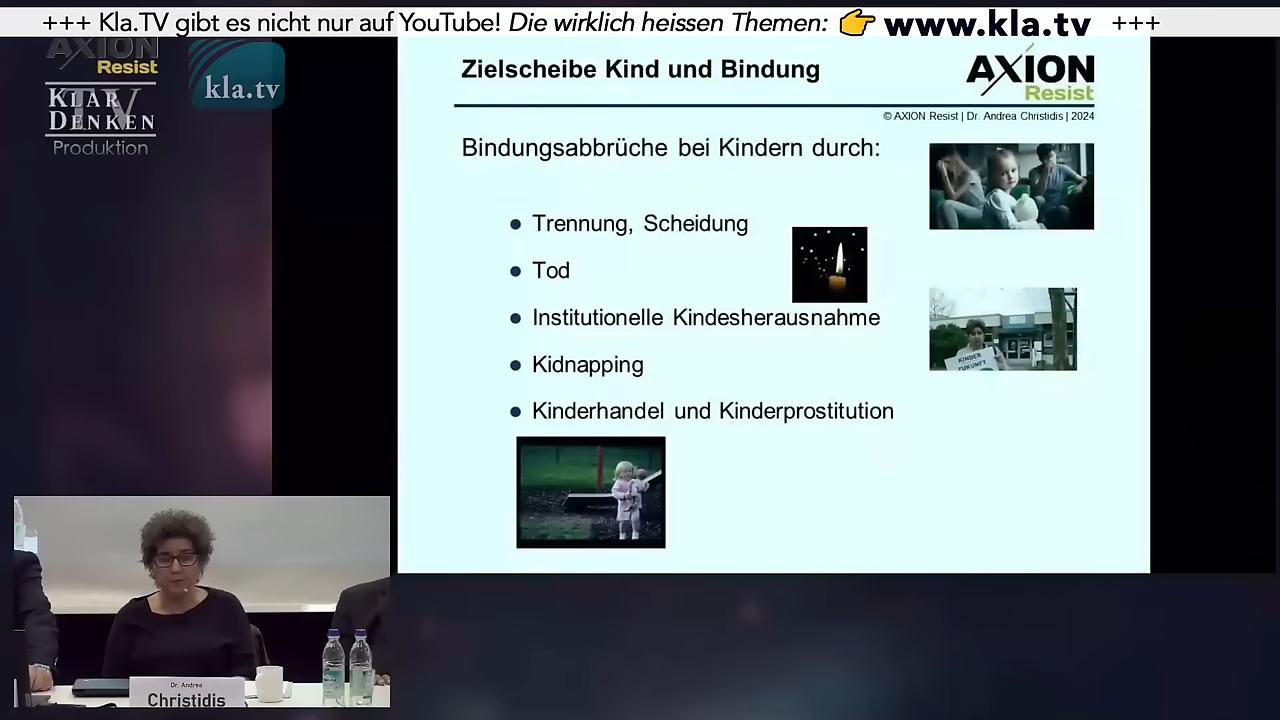 +++ Kla.TV gibt es nicht nur auf YouTube! Die wirklich heissen Themen: 👉 www.kla.tv +++
AXION
Resist
kla.tv
TV
KLAR
DENKEN
Produktion
Zielscheibe Kind und Bindung
AXION
Resist
© AXION Resist | Dr. Andrea Christidis | 2024
Bindungsabbrüche bei Kindern durch:
• Trennung, Scheidung
• Tod
• Institutionelle Kindesherausnahme
• Kidnapping
• Kinderhandel und Kinderprostitution
KINDER
ZUKUNFT
Dr. Andrea
Christidis